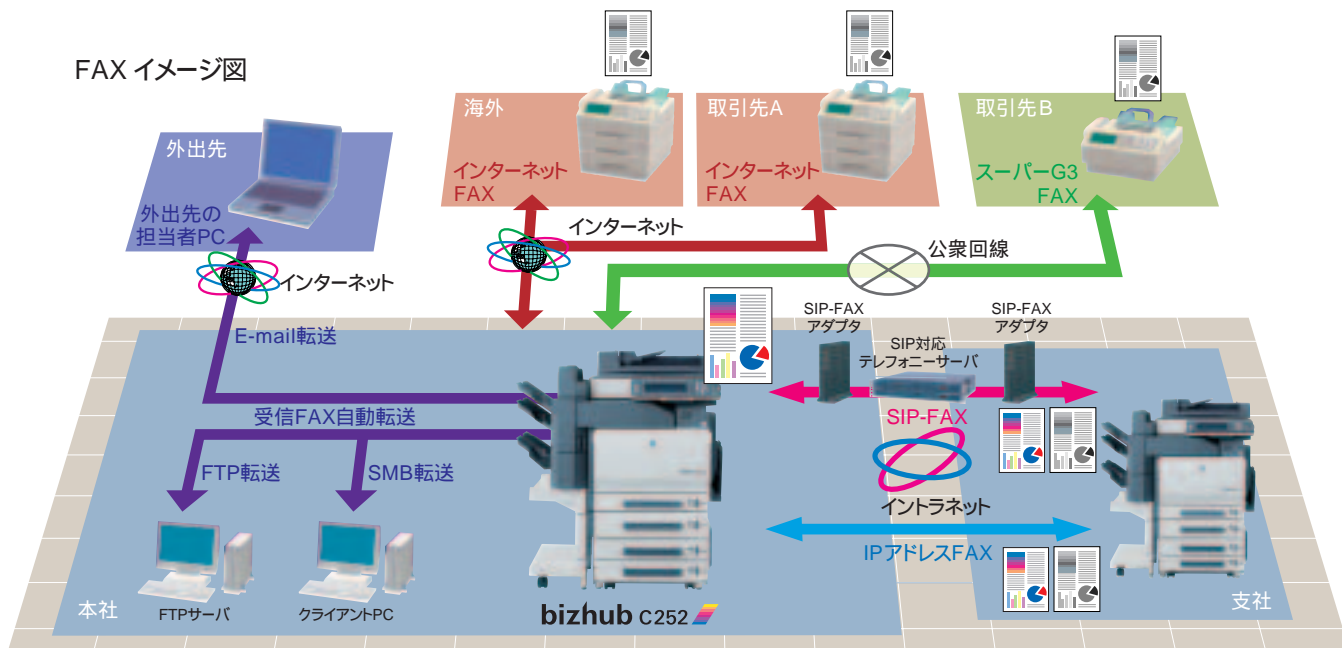 FAX イメージ図
外出先
外出先の
担当者PC
インターネット
海外
インターネット
FAX
取引先A
インターネット
FAX
取引先B
スーパーG3
FAX
インターネット
公衆回線
E-mail転送
受信FAX自動転送
FTP転送
SMB転送
SIP-FAX
アダプタ
SIP対応
テレフォニーサーバ
SIP-FAX
アダプタ
SIP-FAX
イントラネット
IPアドレスFAX
本社
FTPサーバ
クライアントPC
bizhub C252
支社